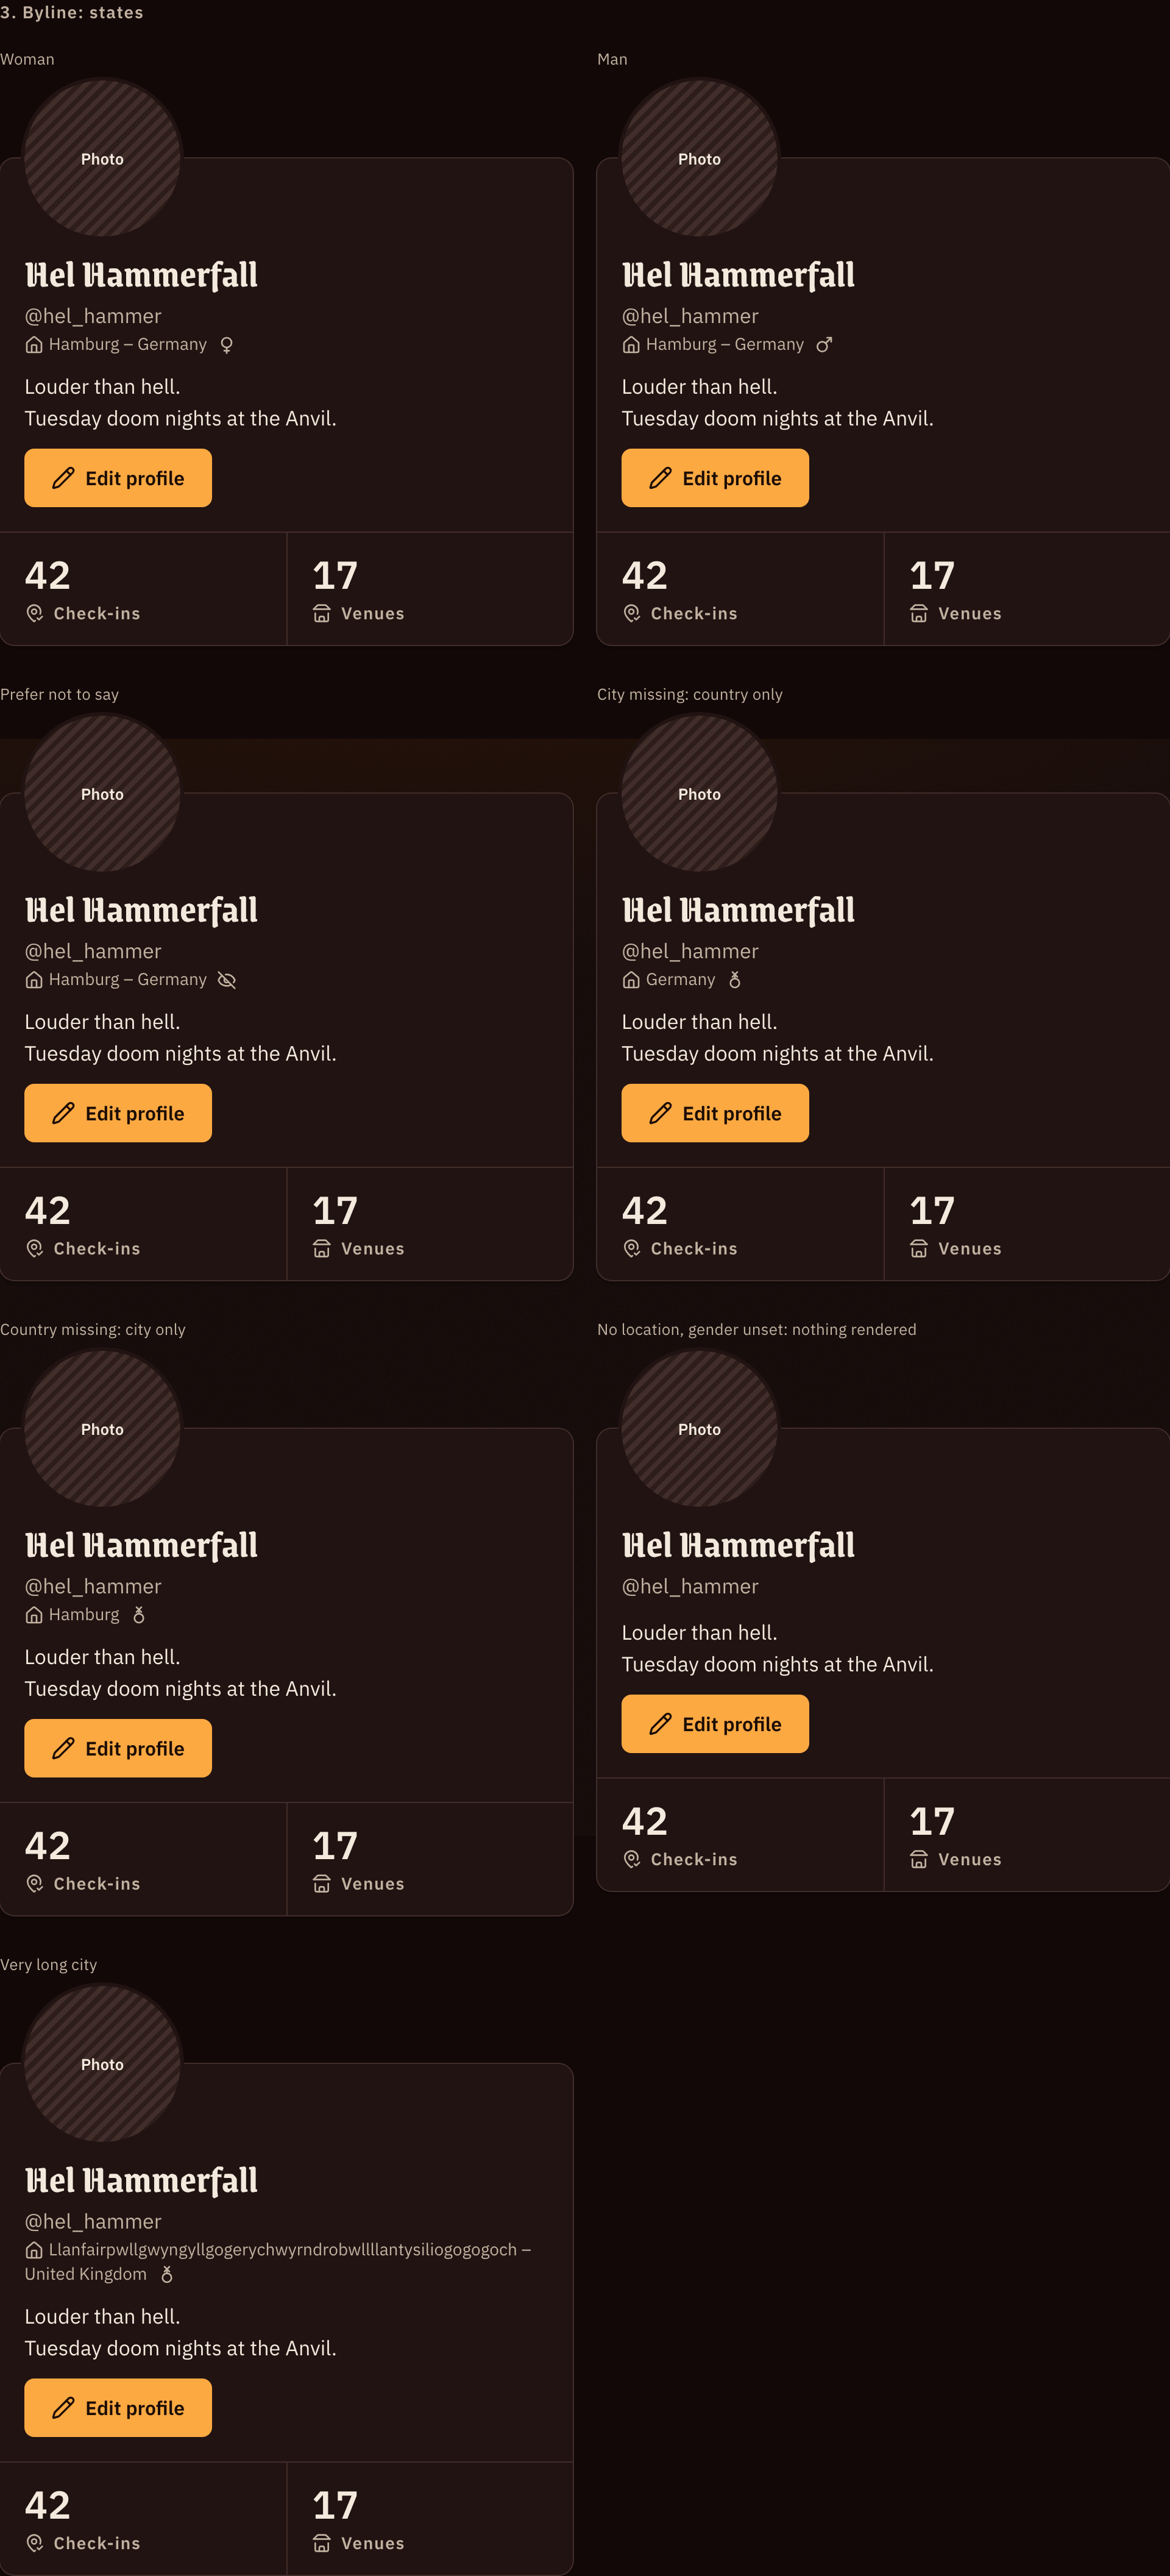 3. Byline: states
Woman
Photo
Hel Hammerfall
@hel_hammer
Hamburg – Germany
Louder than hell.
Tuesday doom nights at the Anvil.
Edit profile
42
Check-ins
17
Venues
Man
Photo
Hel Hammerfall
@hel_hammer
Hamburg – Germany
Louder than hell.
Tuesday doom nights at the Anvil.
Edit profile
42
Check-ins
17
Venues
Prefer not to say
Photo
Hel Hammerfall
@hel_hammer
Hamburg – Germany
Louder than hell.
Tuesday doom nights at the Anvil.
Edit profile
42
Check-ins
17
Venues
City missing: country only
Photo
Hel Hammerfall
@hel_hammer
Germany
Louder than hell.
Tuesday doom nights at the Anvil.
Edit profile
42
Check-ins
17
Venues
Country missing: city only
Photo
Hel Hammerfall
@hel_hammer
Hamburg
Louder than hell.
Tuesday doom nights at the Anvil.
Edit profile
42
Check-ins
17
Venues
No location, gender unset: nothing rendered
Photo
Hel Hammerfall
@hel_hammer
Louder than hell.
Tuesday doom nights at the Anvil.
Edit profile
42
Check-ins
17
Venues
Very long city
Photo
Hel Hammerfall
@hel_hammer
Llanfairpwllgwyngyllgogerychwyrndrobwllllantysiliogogogoch –
United Kingdom
Louder than hell.
Tuesday doom nights at the Anvil.
Edit profile
42
Check-ins
17
Venues